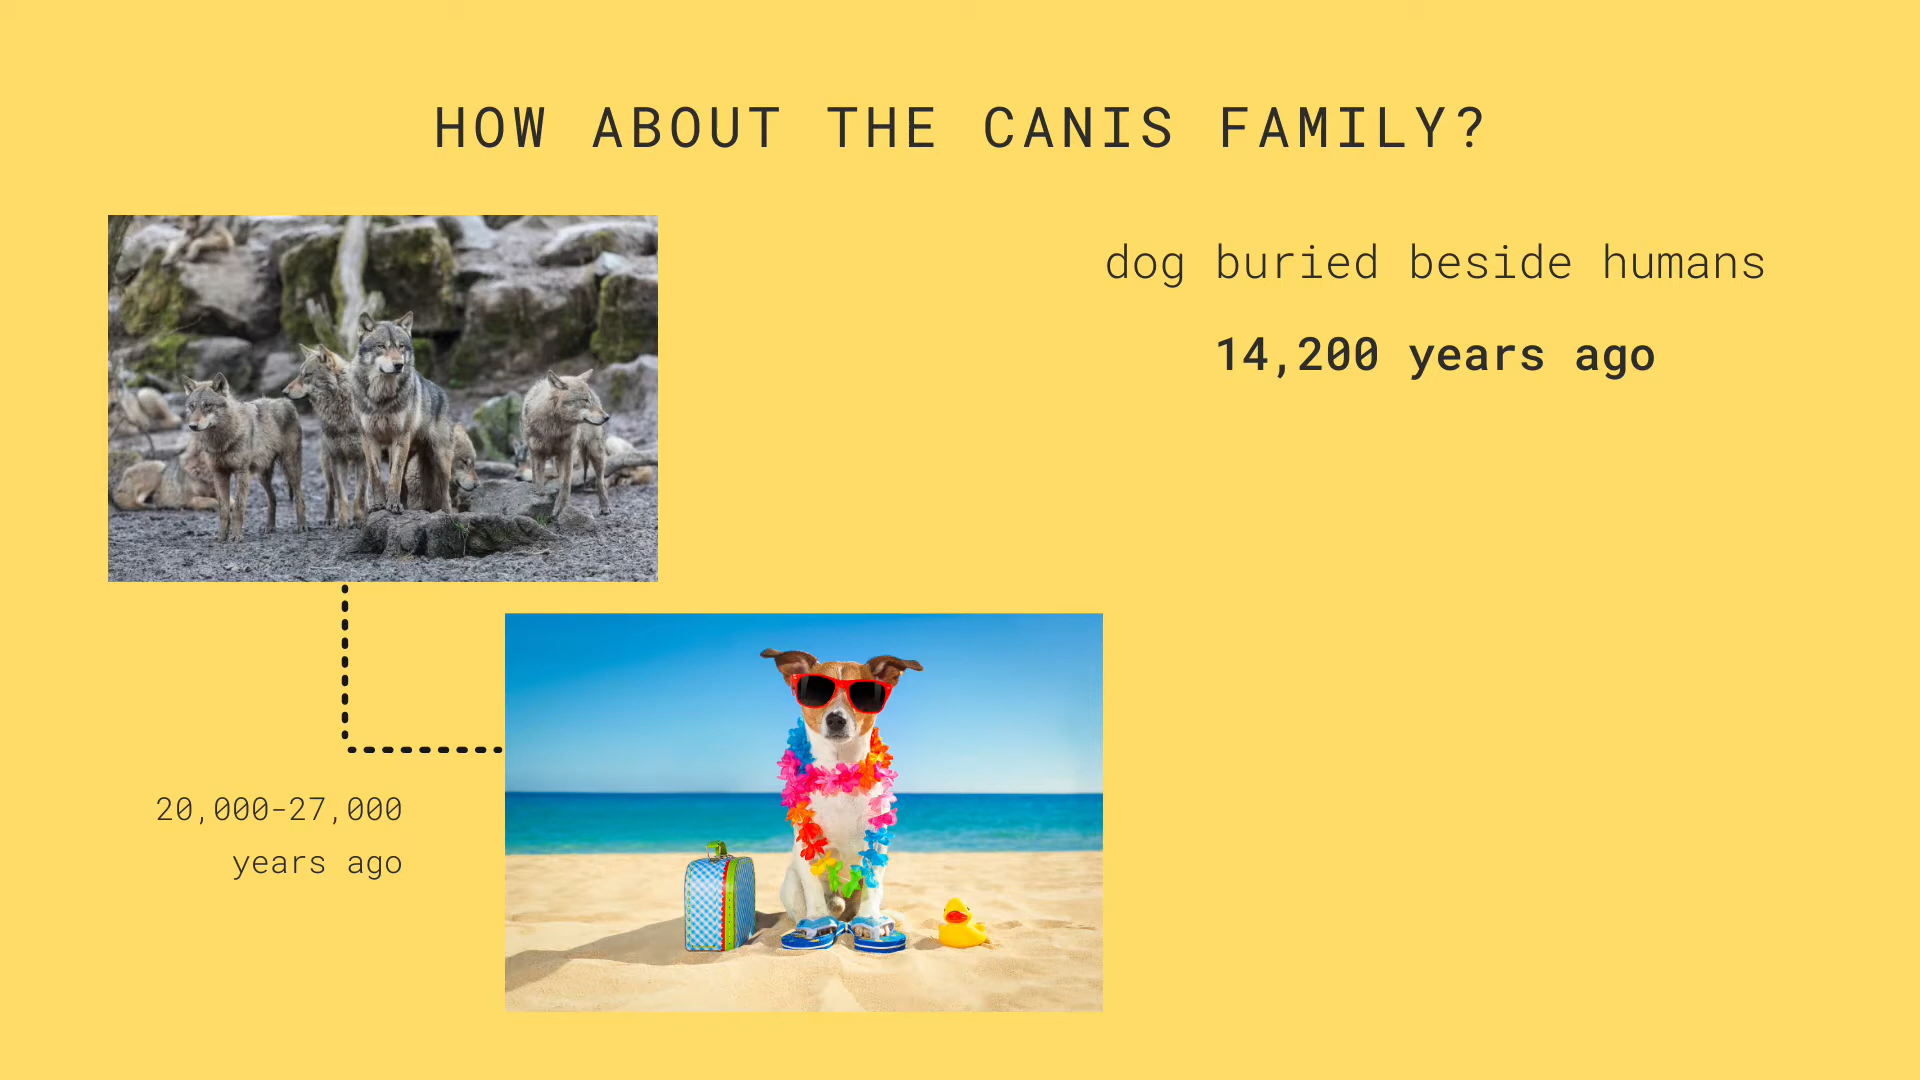 HOW ABOUT THE CANIS FAMILY?
dog buried beside humans
14,200 years ago
20,000-27,000
years ago